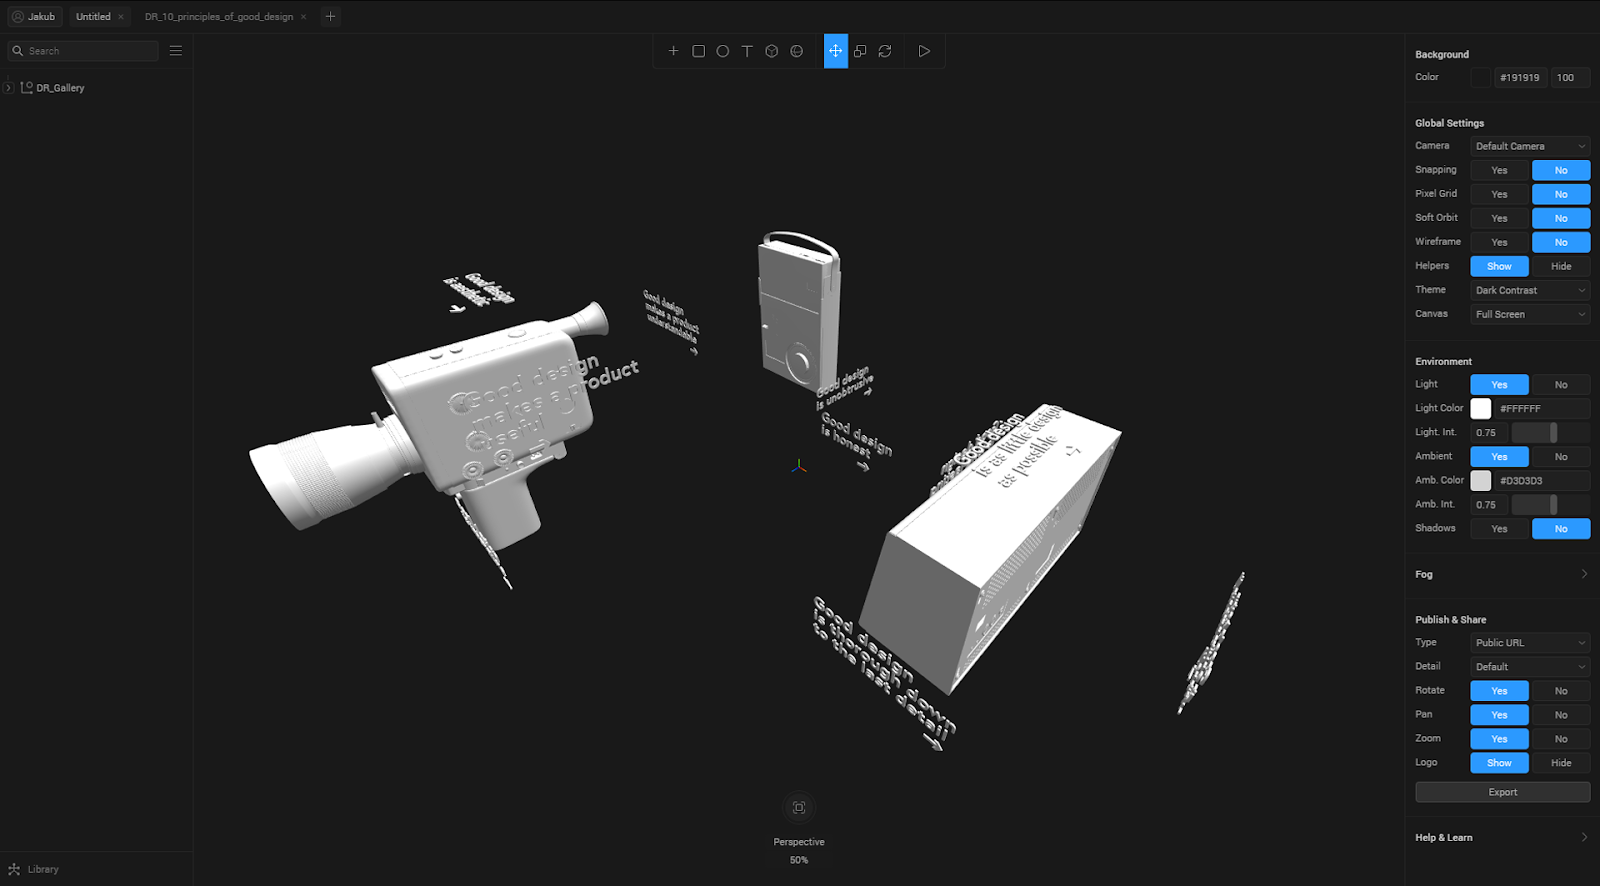 Jakub
Untitled
DR_10_principles_of_good_design
Search
DR_Gallery
Library
Good design
makes a product
understandable
Good design
makes a product
useful
Good design
is unobtrusive
Good design
is honest
Good design
is as little design
as possible
Good design
is thorough down
to the last
detail
Perspective
50%
Background
Color #191919 100
Global Settings
Camera Default Camera
Snapping Yes No
Pixel Grid Yes No
Soft Orbit Yes No
Wireframe Yes No
Helpers Show Hide
Theme Dark Contrast
Canvas Full Screen
Environment
Light Yes No
Light Color #FFFFFF
Light. Int. 0.75
Ambient Yes No
Amb. Color #D3D3D3
Amb. Int. 0.75
Shadows Yes No
Fog
Publish & Share
Type Public URL
Detail Default
Rotate Yes No
Pan Yes No
Zoom Yes No
Logo Show Hide
Export
Help & Learn